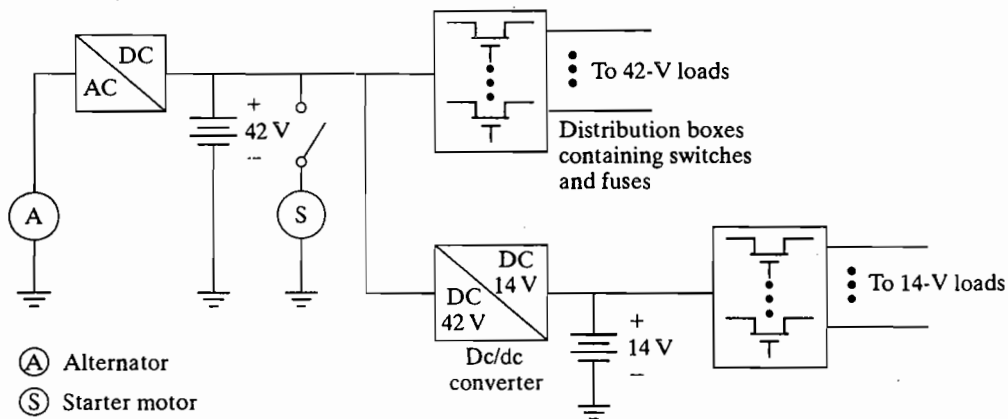 DC
AC
+
42 V
–
S
A
To 42-V loads
Distribution boxes
containing switches
and fuses
DC
14 V
DC
42 V
Dc/dc
converter
+
14 V
–
To 14-V loads
A Alternator
S Starter motor